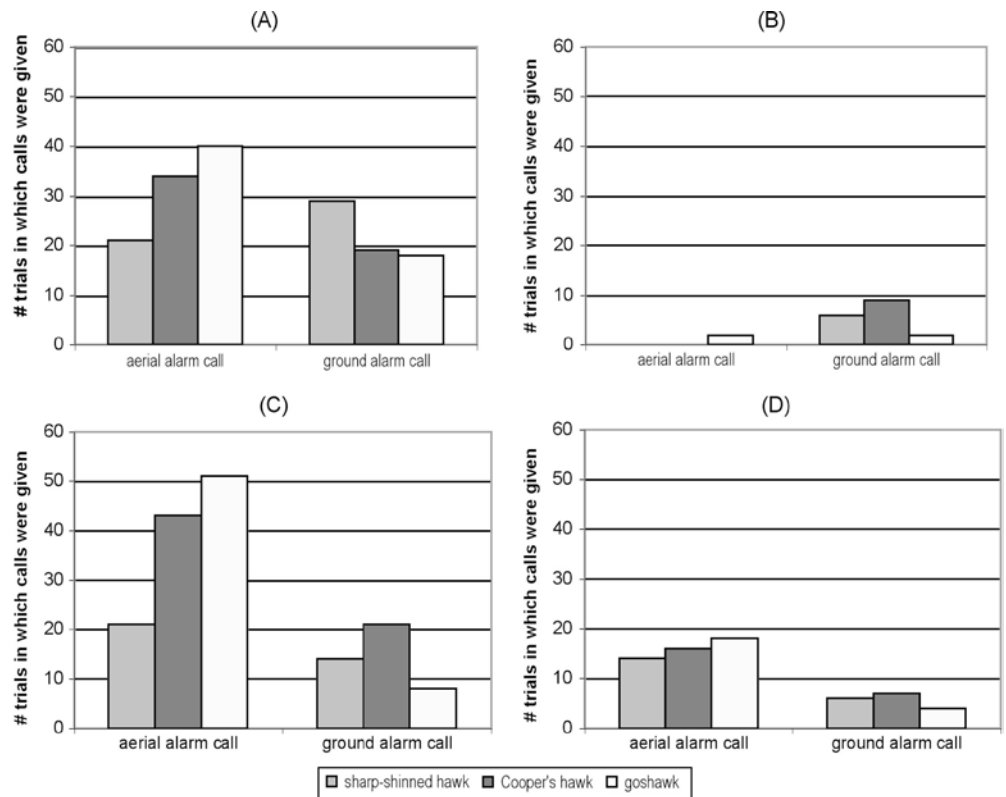 (A)
# trials in which calls were given
60
50
40
30
20
10
0
aerial alarm call ground alarm call
(B)
# trials in which calls were given
60
50
40
30
20
10
0
aerial alarm call ground alarm call
(C)
# trials in which calls were given
60
50
40
30
20
10
0
aerial alarm call ground alarm call
(D)
# trials in which calls were given
60
50
40
30
20
10
0
aerial alarm call ground alarm call
sharp-shinned hawk Cooper's hawk goshawk